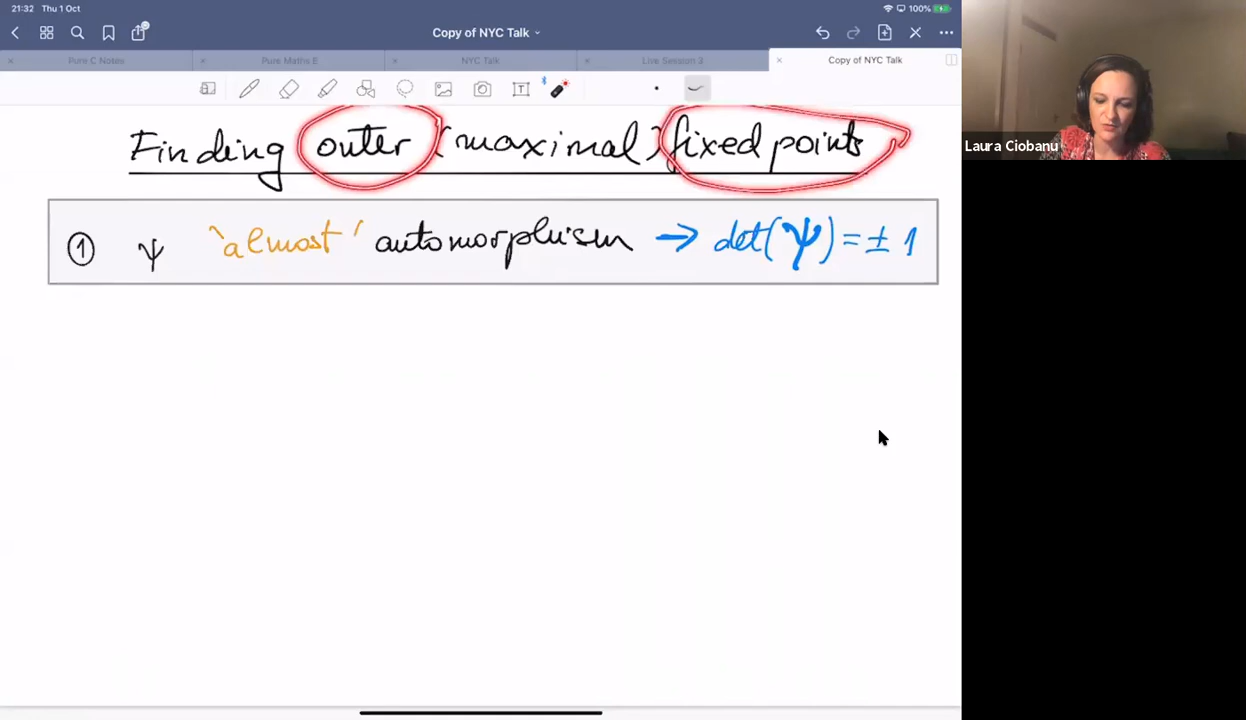 21:32 Thu 1 Oct
100%
Copy of NYC Talk
Pure C Notes
Pure Maths E
NYC Talk
Live Session 3
Copy of NYC Talk
Finding outer (maximal) fixed points
① ψ 'almost' automorphism → det(ψ) = ± 1
Laura Ciobanu